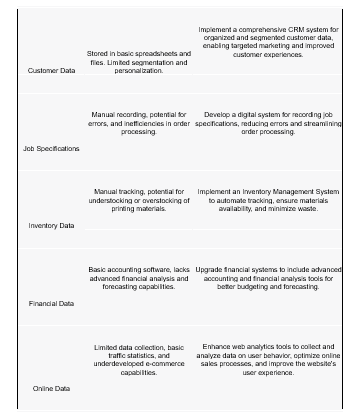 Customer Data
Stored in basic spreadsheets and
files. Limited segmentation and
personalization.
Implement a comprehensive CRM system for
organized and segmented customer data,
enabling targeted marketing and improved
customer experiences.
Job Specifications
Manual recording, potential for
errors, and inefficiencies in order
processing.
Develop a digital system for recording job
specifications, reducing errors and streamlining
order processing.
Inventory Data
Manual tracking, potential for
understocking or overstocking of
printing materials.
Implement an Inventory Management System
to automate tracking, ensure materials
availability, and minimize waste.
Financial Data
Basic accounting software, lacks
advanced financial analysis and
forecasting capabilities.
Upgrade financial systems to include advanced
accounting and financial analysis tools for
better budgeting and forecasting.
Online Data
Limited data collection, basic
traffic statistics, and
underdeveloped e-commerce
capabilities.
Enhance web analytics tools to collect and
analyze data on user behavior, optimize online
sales processes, and improve the website's
user experience.